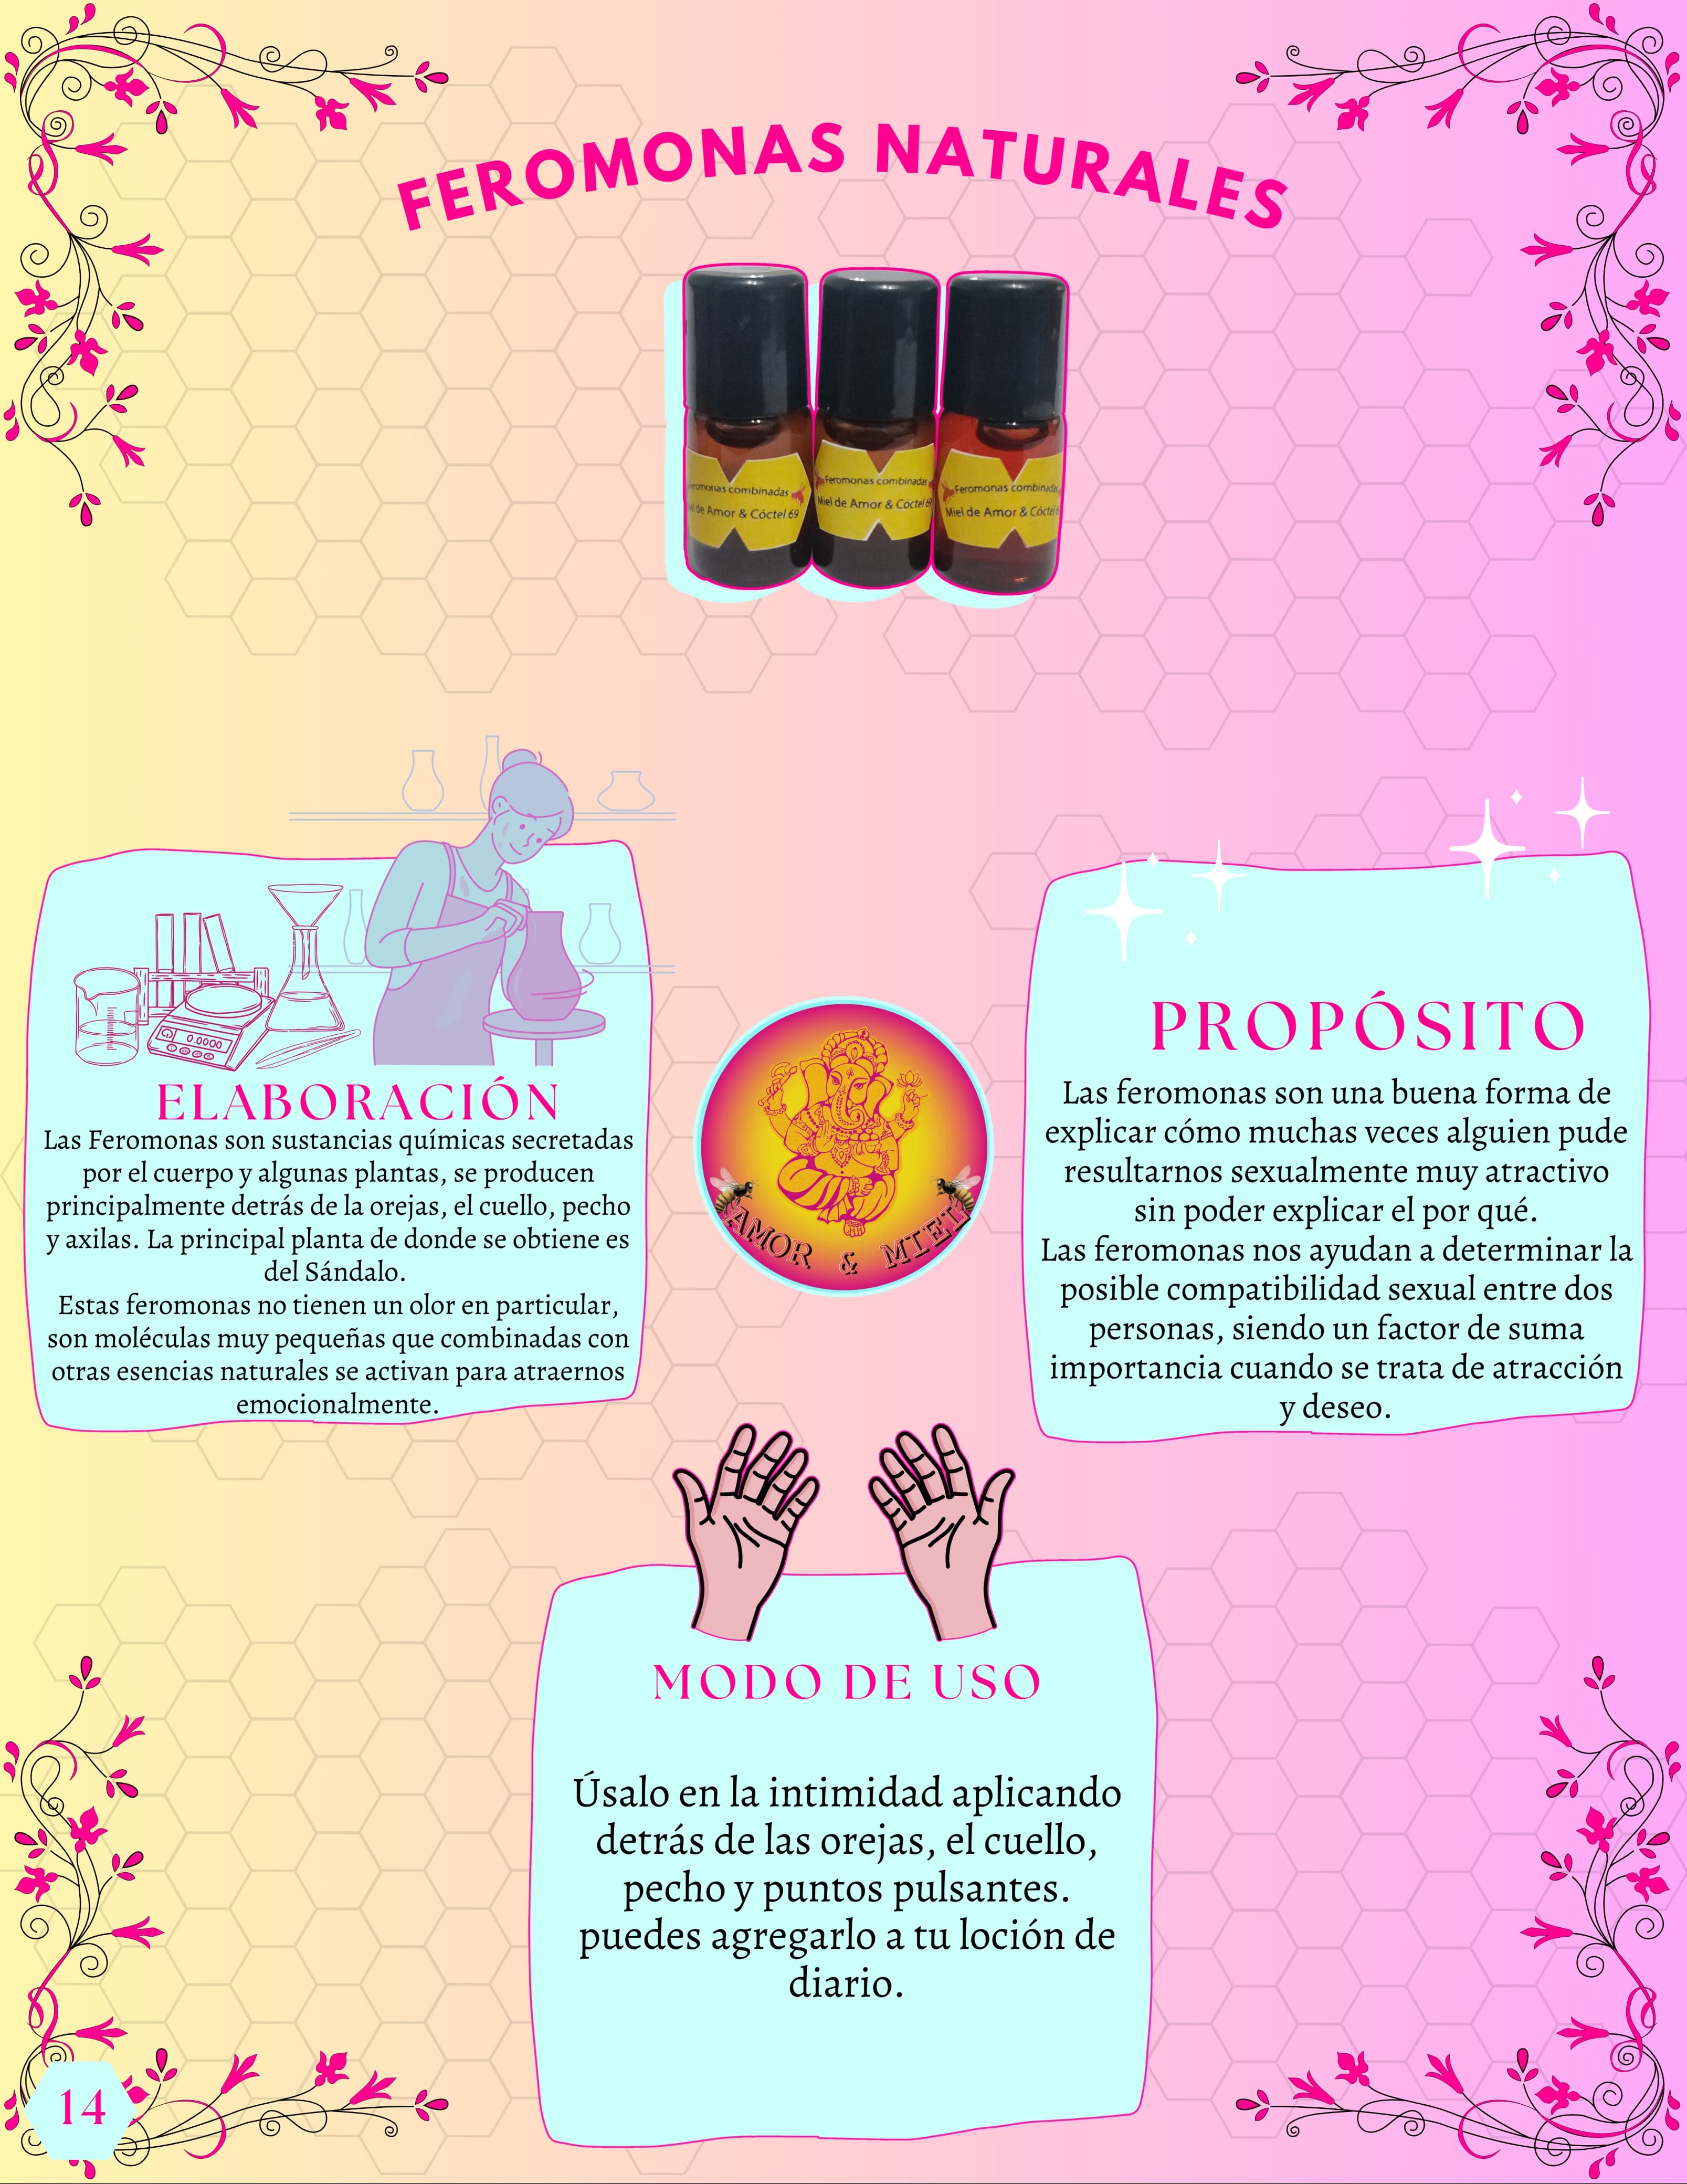 FEROMONAS NATURALES
Feromonas combinadas
Miel de Amor & Cóctel 69
Feromonas combinadas
Miel de Amor & Cóctel
Feromonas combinadas
de Amor & Cóctel 69
0.0000
ELABORACIÓN
Las Feromonas son sustancias químicas secretadas
por el cuerpo y algunas plantas, se producen
principalmente detrás de la orejas, el cuello, pecho
y axilas. La principal planta de donde se obtiene es
del Sándalo.
Estas feromonas no tienen un olor en particular,
son moléculas muy pequeñas que combinadas con
otras esencias naturales se activan para atraernos
emocionalmente.
AMOR & MIEL
PROPÓSITO
Las feromonas son una buena forma de
explicar cómo muchas veces alguien pude
resultarnos sexualmente muy atractivo
sin poder explicar el por qué.
Las feromonas nos ayudan a determinar la
posible compatibilidad sexual entre dos
personas, siendo un factor de suma
importancia cuando se trata de atracción
y deseo.
MODO DE USO
Úsalo en la intimidad aplicando
detrás de las orejas, el cuello,
pecho y puntos pulsantes.
puedes agregarlo a tu loción de
diario.
14